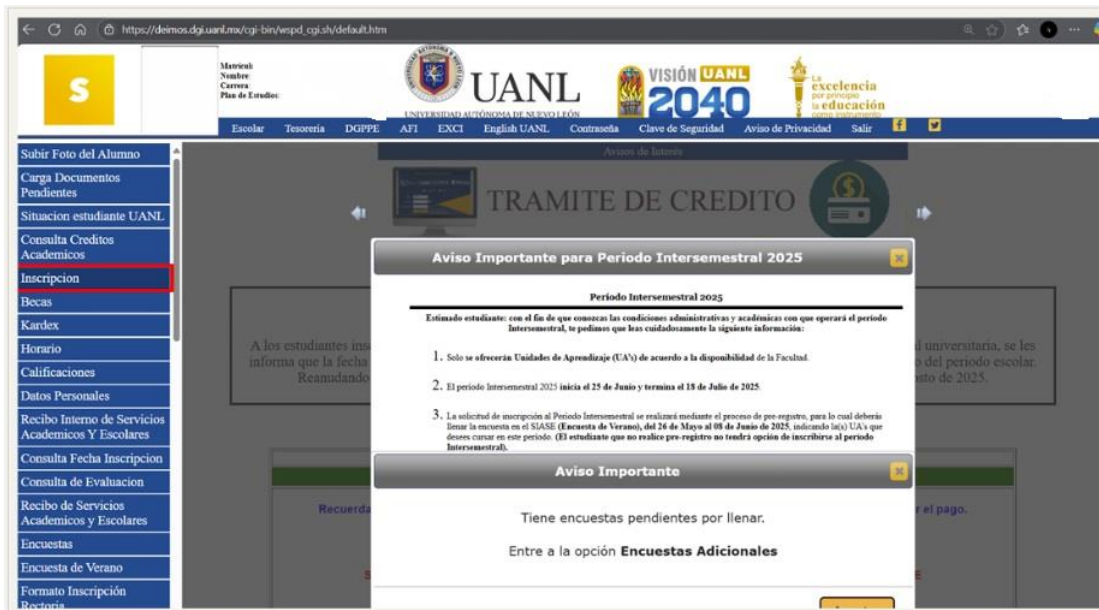 https://deimos.dgi.uanl.mx/cgi-bin/wspd_cgi.sh/default.htm
S
Matricul:
Nombre:
Carrera:
Plan de Estudios:
UANL
UNIVERSIDAD AUTÓNOMA DE NUEVO LEÓN
VISIÓN UANL
2040
La
excelencia
por principio
la educación
como instrumento
Escolar Tesoreria DGPPE AFI EXCI English UANL Contraseña Clave de Seguridad Aviso de Privacidad Salir
Subir Foto del Alumno
Carga Documentos
Pendientes
Situacion estudiante UANL
Consulta Creditos
Academicos
Inscripcion
Becas
Kardex
Horario
Calificaciones
Datos Personales
Recibo Interno de Servicios
Academicos Y Escolares
Consulta Fecha Inscripcion
Consulta de Evaluacion
Recibo de Servicios
Academicos y Escolares
Encuestas
Encuesta de Verano
Formato Inscripción
Rectoria
Avisos de Interés
TRAMITE DE CREDITO
A los estudiantes
informa que la fecha
Reanudando
d universitaria, se les
o del periodo escolar.
osto de 2025.
Aviso Importante para Periodo Intersemestral 2025
Período Intersemestral 2025
Estimado estudiante: con el fin de que conozcas las condiciones administrativas y académicas con que operará el periodo
Intersemestral, te pedimos que leas cuidadosamente la siguiente información:
1. Solo se ofrecerán Unidades de Aprendizaje (UA's) de acuerdo a la disponibilidad de la Facultad.
2. El periodo Intersemestral 2025 inicia el 25 de Junio y termina el 18 de Julio de 2025.
3. La solicitud de inscripción al Periodo Intersemestral se realizará mediante el proceso de pre-registro, para lo cual deberás
llenar la encuesta en el SIASE (Encuesta de Verano), del 26 de Mayo al 08 de Junio de 2025, indicando la(s) UA's que
desees cursar en este periodo. (El estudiante que no realice pre-registro no tendrá opción de inscribirse al periodo
Intersemestral).
Aviso Importante
Tiene encuestas pendientes por llenar.
Entre a la opción Encuestas Adicionales
Recuerda
r el pago.